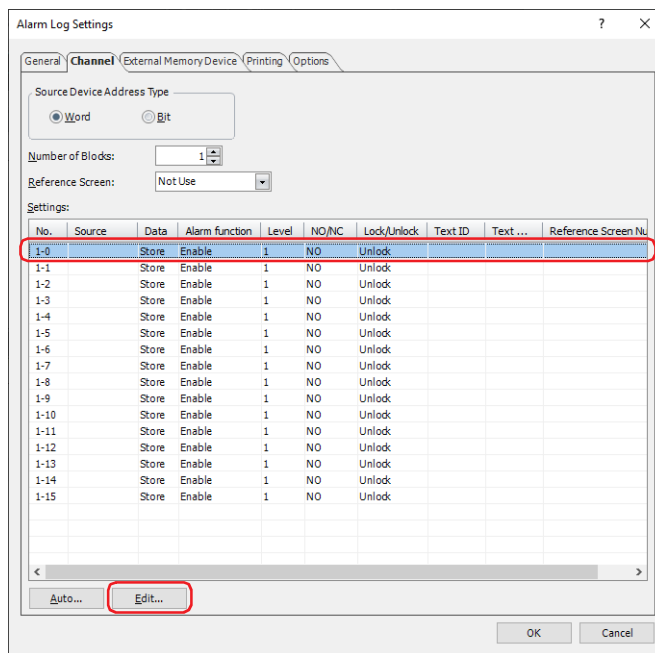 Alarm Log Settings ? ×
General Channel External Memory Device Printing Options
Source Device Address Type
Word Bit
Number of Blocks: 1
Reference Screen: Not Use
Settings:
No. Source Data Alarm function Level NO/NC Lock/Unlock Text ID Text ... Reference Screen Nu
1-0 Store Enable 1 NO Unlock
1-1 Store Enable 1 NO Unlock
1-2 Store Enable 1 NO Unlock
1-3 Store Enable 1 NO Unlock
1-4 Store Enable 1 NO Unlock
1-5 Store Enable 1 NO Unlock
1-6 Store Enable 1 NO Unlock
1-7 Store Enable 1 NO Unlock
1-8 Store Enable 1 NO Unlock
1-9 Store Enable 1 NO Unlock
1-10 Store Enable 1 NO Unlock
1-11 Store Enable 1 NO Unlock
1-12 Store Enable 1 NO Unlock
1-13 Store Enable 1 NO Unlock
1-14 Store Enable 1 NO Unlock
1-15 Store Enable 1 NO Unlock
Auto... Edit...
OK Cancel